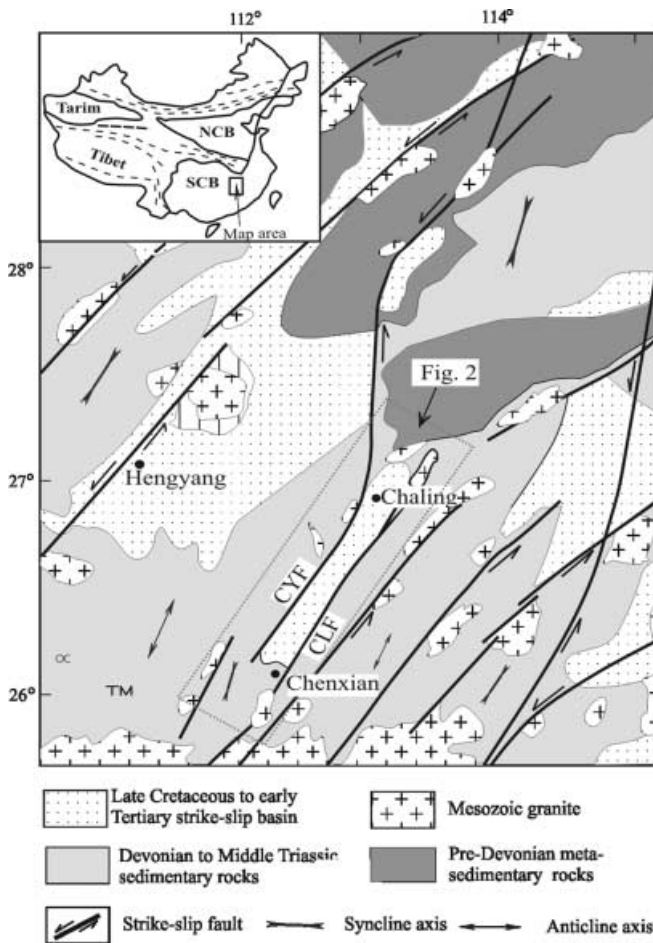 112° 114°
Tarim
NCB
Tibet
SCB
Map area
28°
Fig. 2
Hengyang
27°
Chaling
CYF
CLF
Chenxian
26°
TM
Late Cretaceous to early
Tertiary strike-slip basin
Mesozoic granite
Devonian to Middle Triassic
sedimentary rocks
Pre-Devonian meta-
sedimentary rocks
Strike-slip fault
Syncline axis
Anticline axis